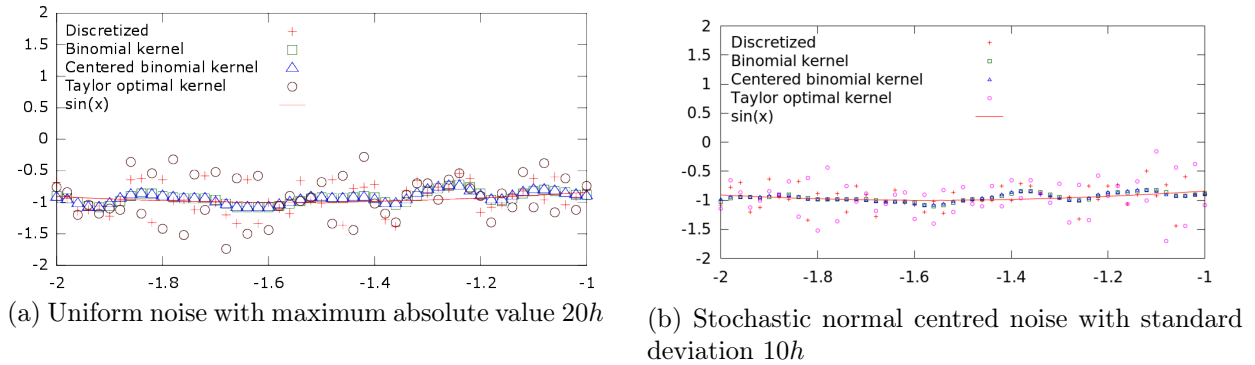 2
1.5
1
0.5
0
-0.5
-1
-1.5
-2
Discretized
Binomial kernel
Centered binomial kernel
Taylor optimal kernel
sin(x)
-2 -1.8 -1.6 -1.4 -1.2 -1
(a) Uniform noise with maximum absolute value 20h
2
1.5
1
0.5
0
-0.5
-1
-1.5
-2
Discretized
Binomial kernel
Centered binomial kernel
Taylor optimal kernel
sin(x)
-2 -1.8 -1.6 -1.4 -1.2 -1
(b) Stochastic normal centred noise with standard
deviation 10h